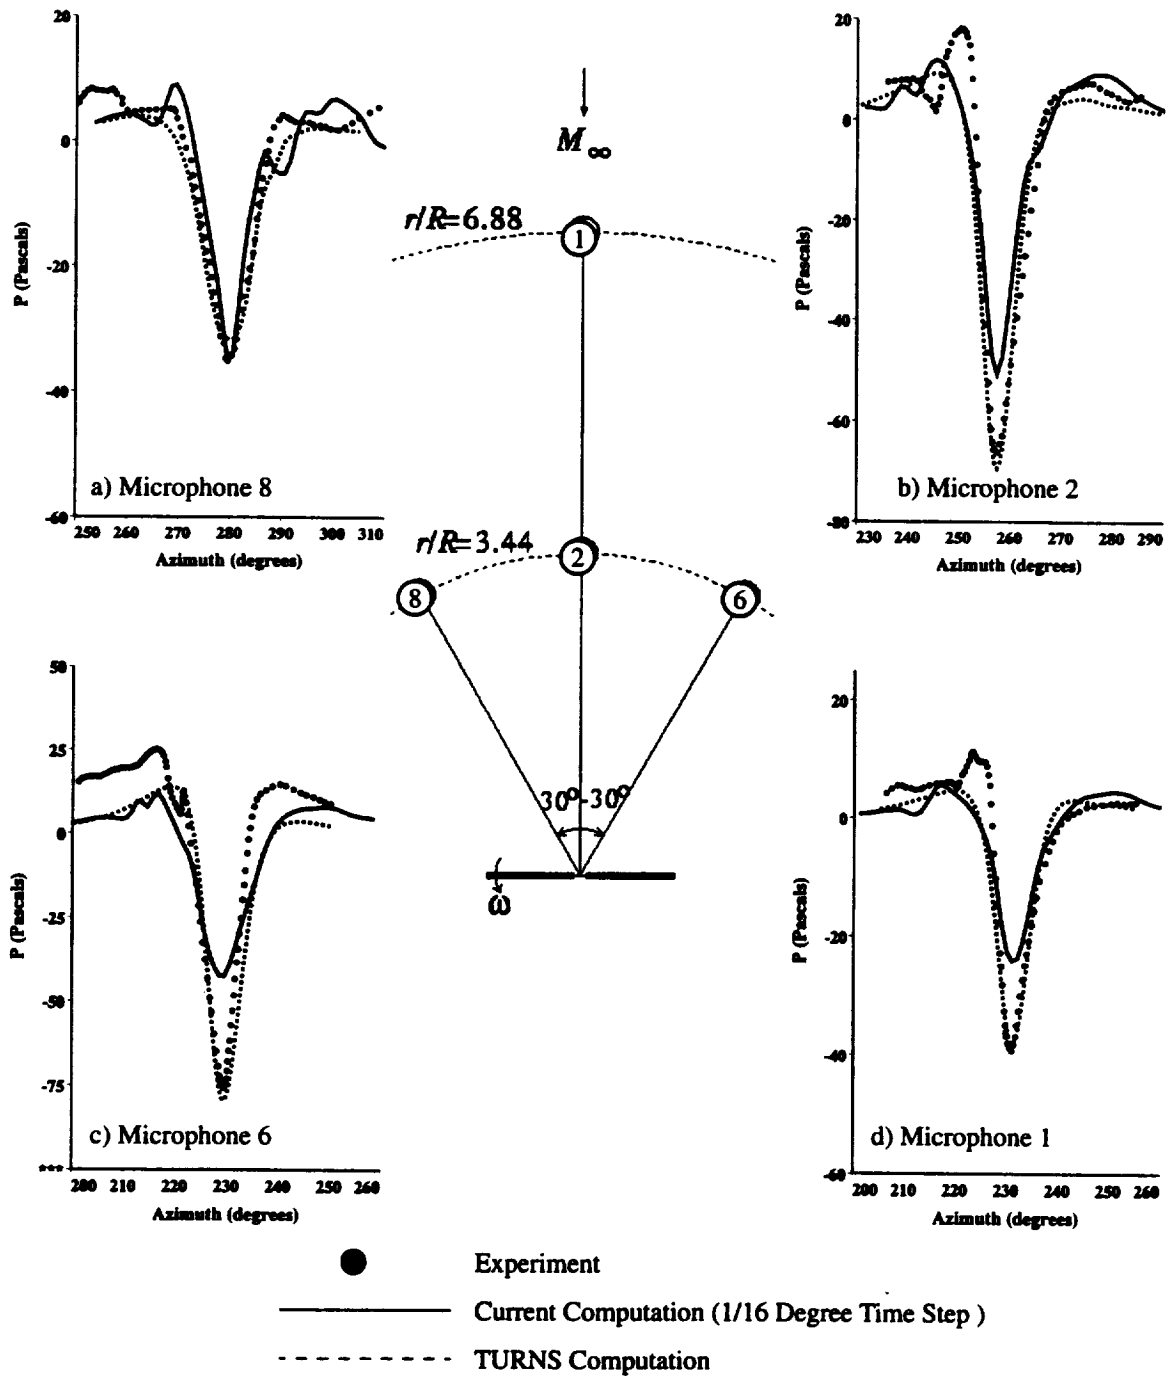 20
0
-20
-40
-60
P (Pascals)
a) Microphone 8
250 260 270 280 290 300 310
Azimuth (degrees)
M∞
r/R=6.88
1
r/R=3.44
2
8
6
30° -30°
ω
20
0
-20
-40
-60
-80
P (Pascals)
b) Microphone 2
230 240 250 260 270 280 290
Azimuth (degrees)
50
25
0
-25
-50
-75
***
P (Pascals)
c) Microphone 6
200 210 220 230 240 250 260
Azimuth (degrees)
20
0
-20
-40
-60
P (Pascals)
d) Microphone 1
200 210 220 230 240 250 260
Azimuth (degrees)
Experiment
Current Computation (1/16 Degree Time Step )
TURNS Computation